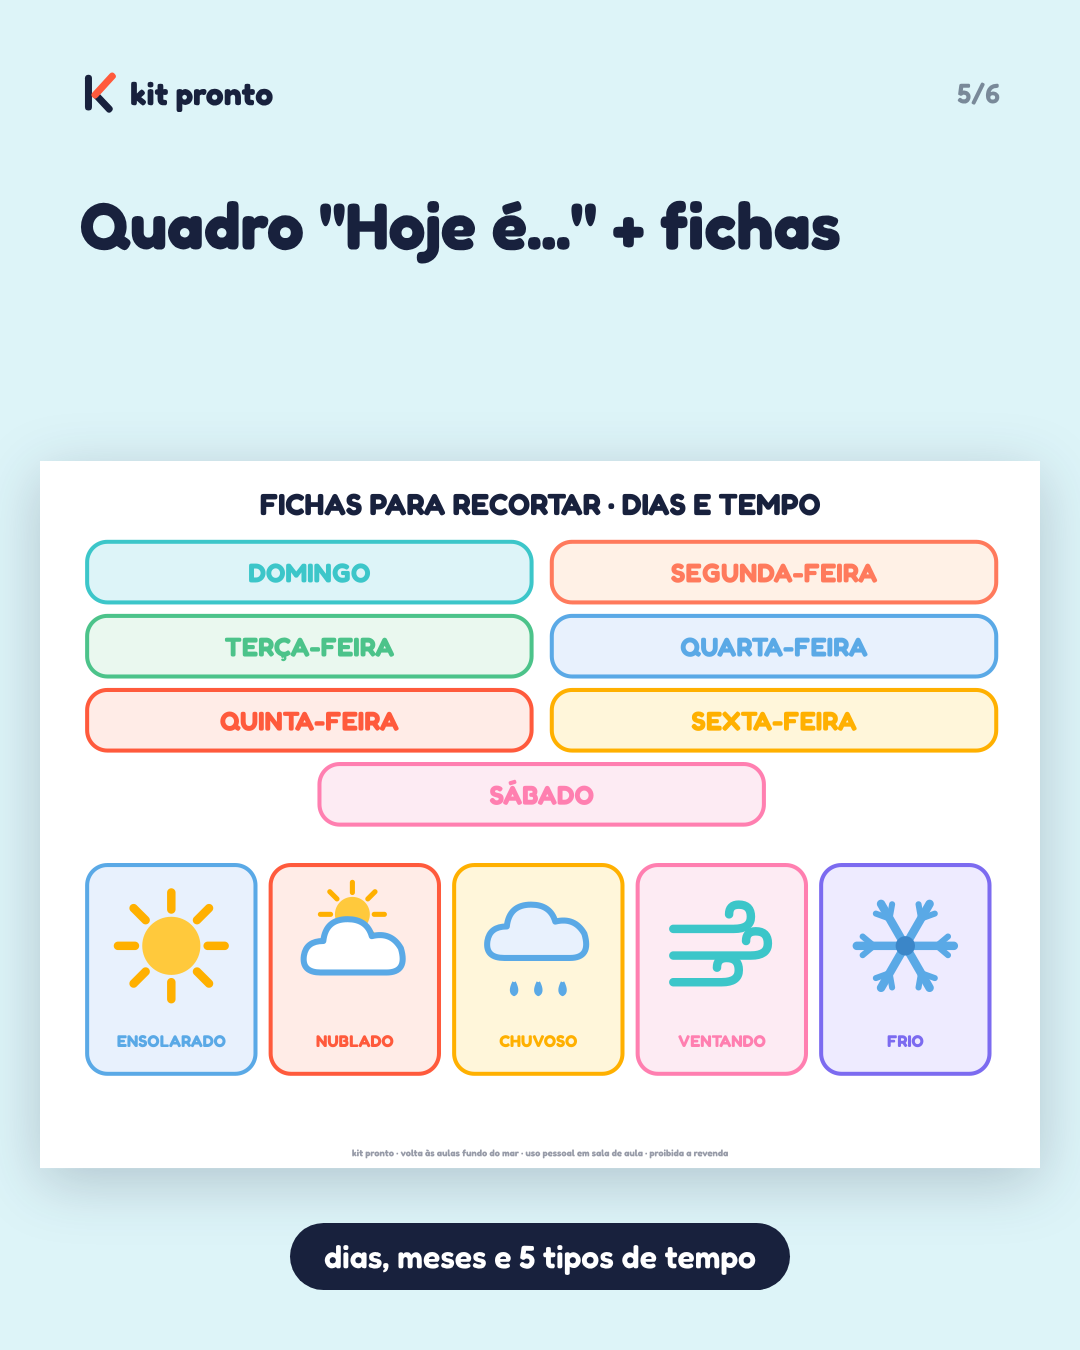 kit pronto
5/6
Quadro "Hoje é..." + fichas
FICHAS PARA RECORTAR · DIAS E TEMPO
DOMINGO
SEGUNDA-FEIRA
TERÇA-FEIRA
QUARTA-FEIRA
QUINTA-FEIRA
SEXTA-FEIRA
SÁBADO
ENSOLARADO
NUBLADO
CHUVOSO
VENTANDO
FRIO
kit pronto · volta às aulas fundo do mar · uso pessoal em sala de aula · proibida a revenda
dias, meses e 5 tipos de tempo